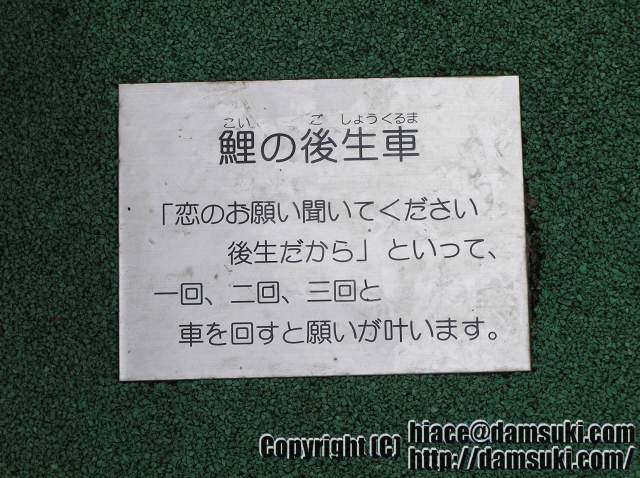 こい ご しょうくるま
鯉の後生車
「恋のお願い聞いてください
後生だから」といって、
一回、二回、三回と
車を回すと願いが叶います。
Copyright (C) hiace@damsuki.com
http://damsuki.com/